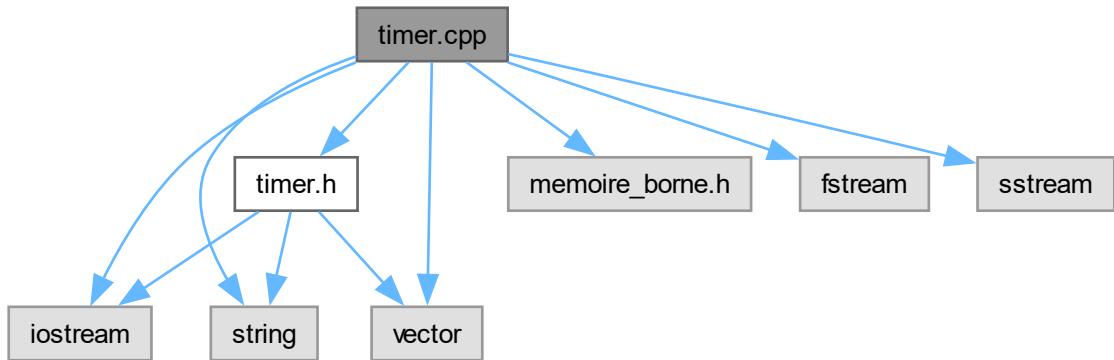 timer.cpp
timer.h
memoire_borne.h
fstream
sstream
iostream
string
vector